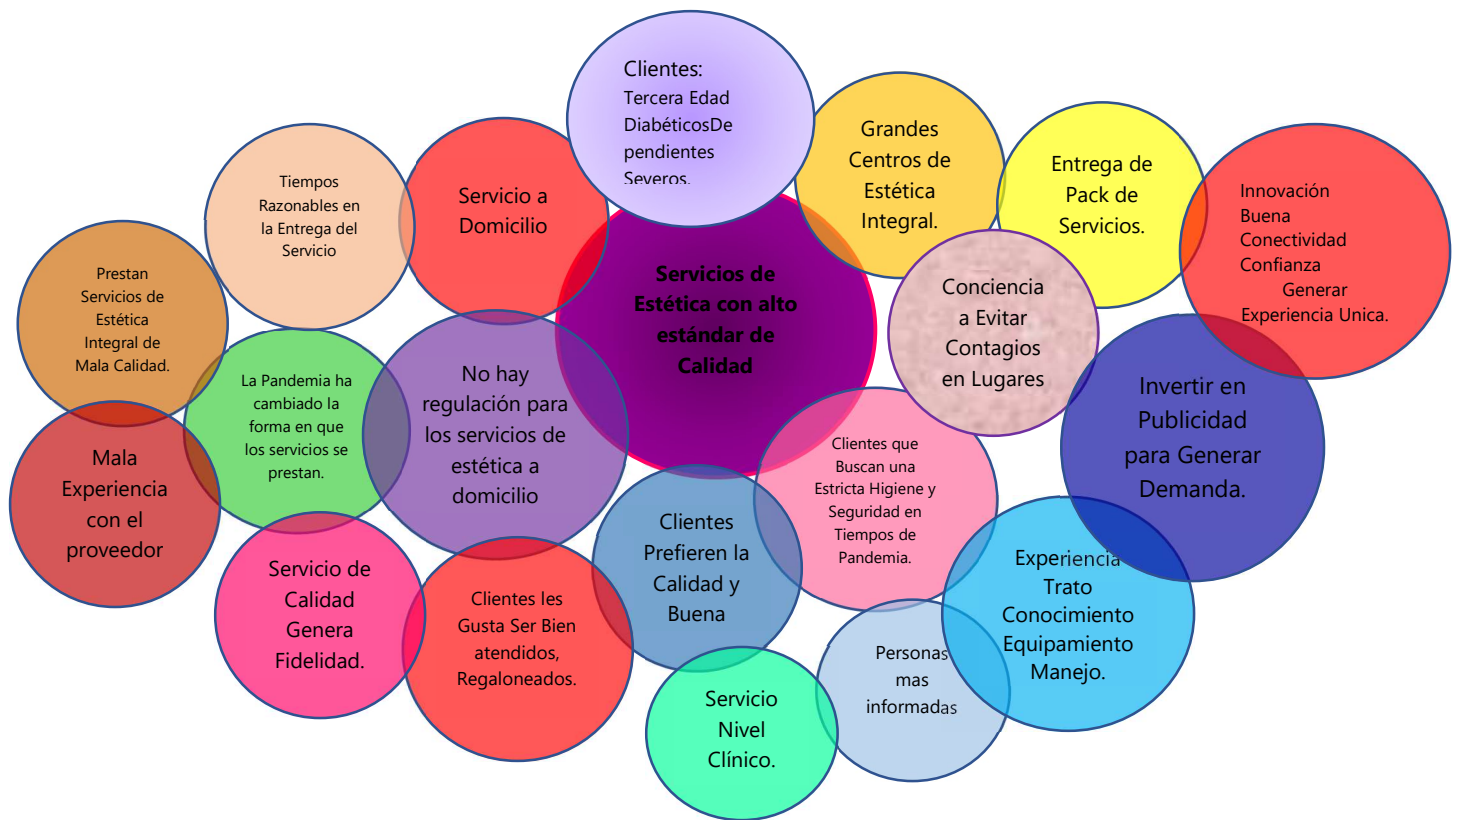 Clientes:
Tercera Edad
DiabéticosDe
pendientes
Severos.
Grandes
Centros de
Estética
Integral.
Entrega de
Pack de
Servicios.
Innovación
Buena
Conectividad
Confianza
Generar
Experiencia Unica.
Tiempos
Razonables en
la Entrega del
Servicio
Servicio a
Domicilio
Servicios de
Estética con alto
estándar de
Calidad
Conciencia
a Evitar
Contagios
en Lugares
Prestan
Servicios de
Estética
Integral de
Mala Calidad.
La Pandemia ha
cambiado la
forma en que
los servicios se
prestan.
No hay
regulación para
los servicios de
estética a
domicilio
Invertir en
Publicidad
para Generar
Demanda.
Mala
Experiencia
con el
proveedor
Clientes que
Buscan una
Estricta Higiene y
Seguridad en
Tiempos de
Pandemia.
Clientes
Prefieren la
Calidad y
Buena
Servicio de
Calidad
Genera
Fidelidad.
Clientes les
Gusta Ser Bien
atendidos,
Regaloneados.
Experiencia
Trato
Conocimiento
Equipamiento
Manejo.
Personas
mas
informadas
Servicio
Nivel
Clínico.